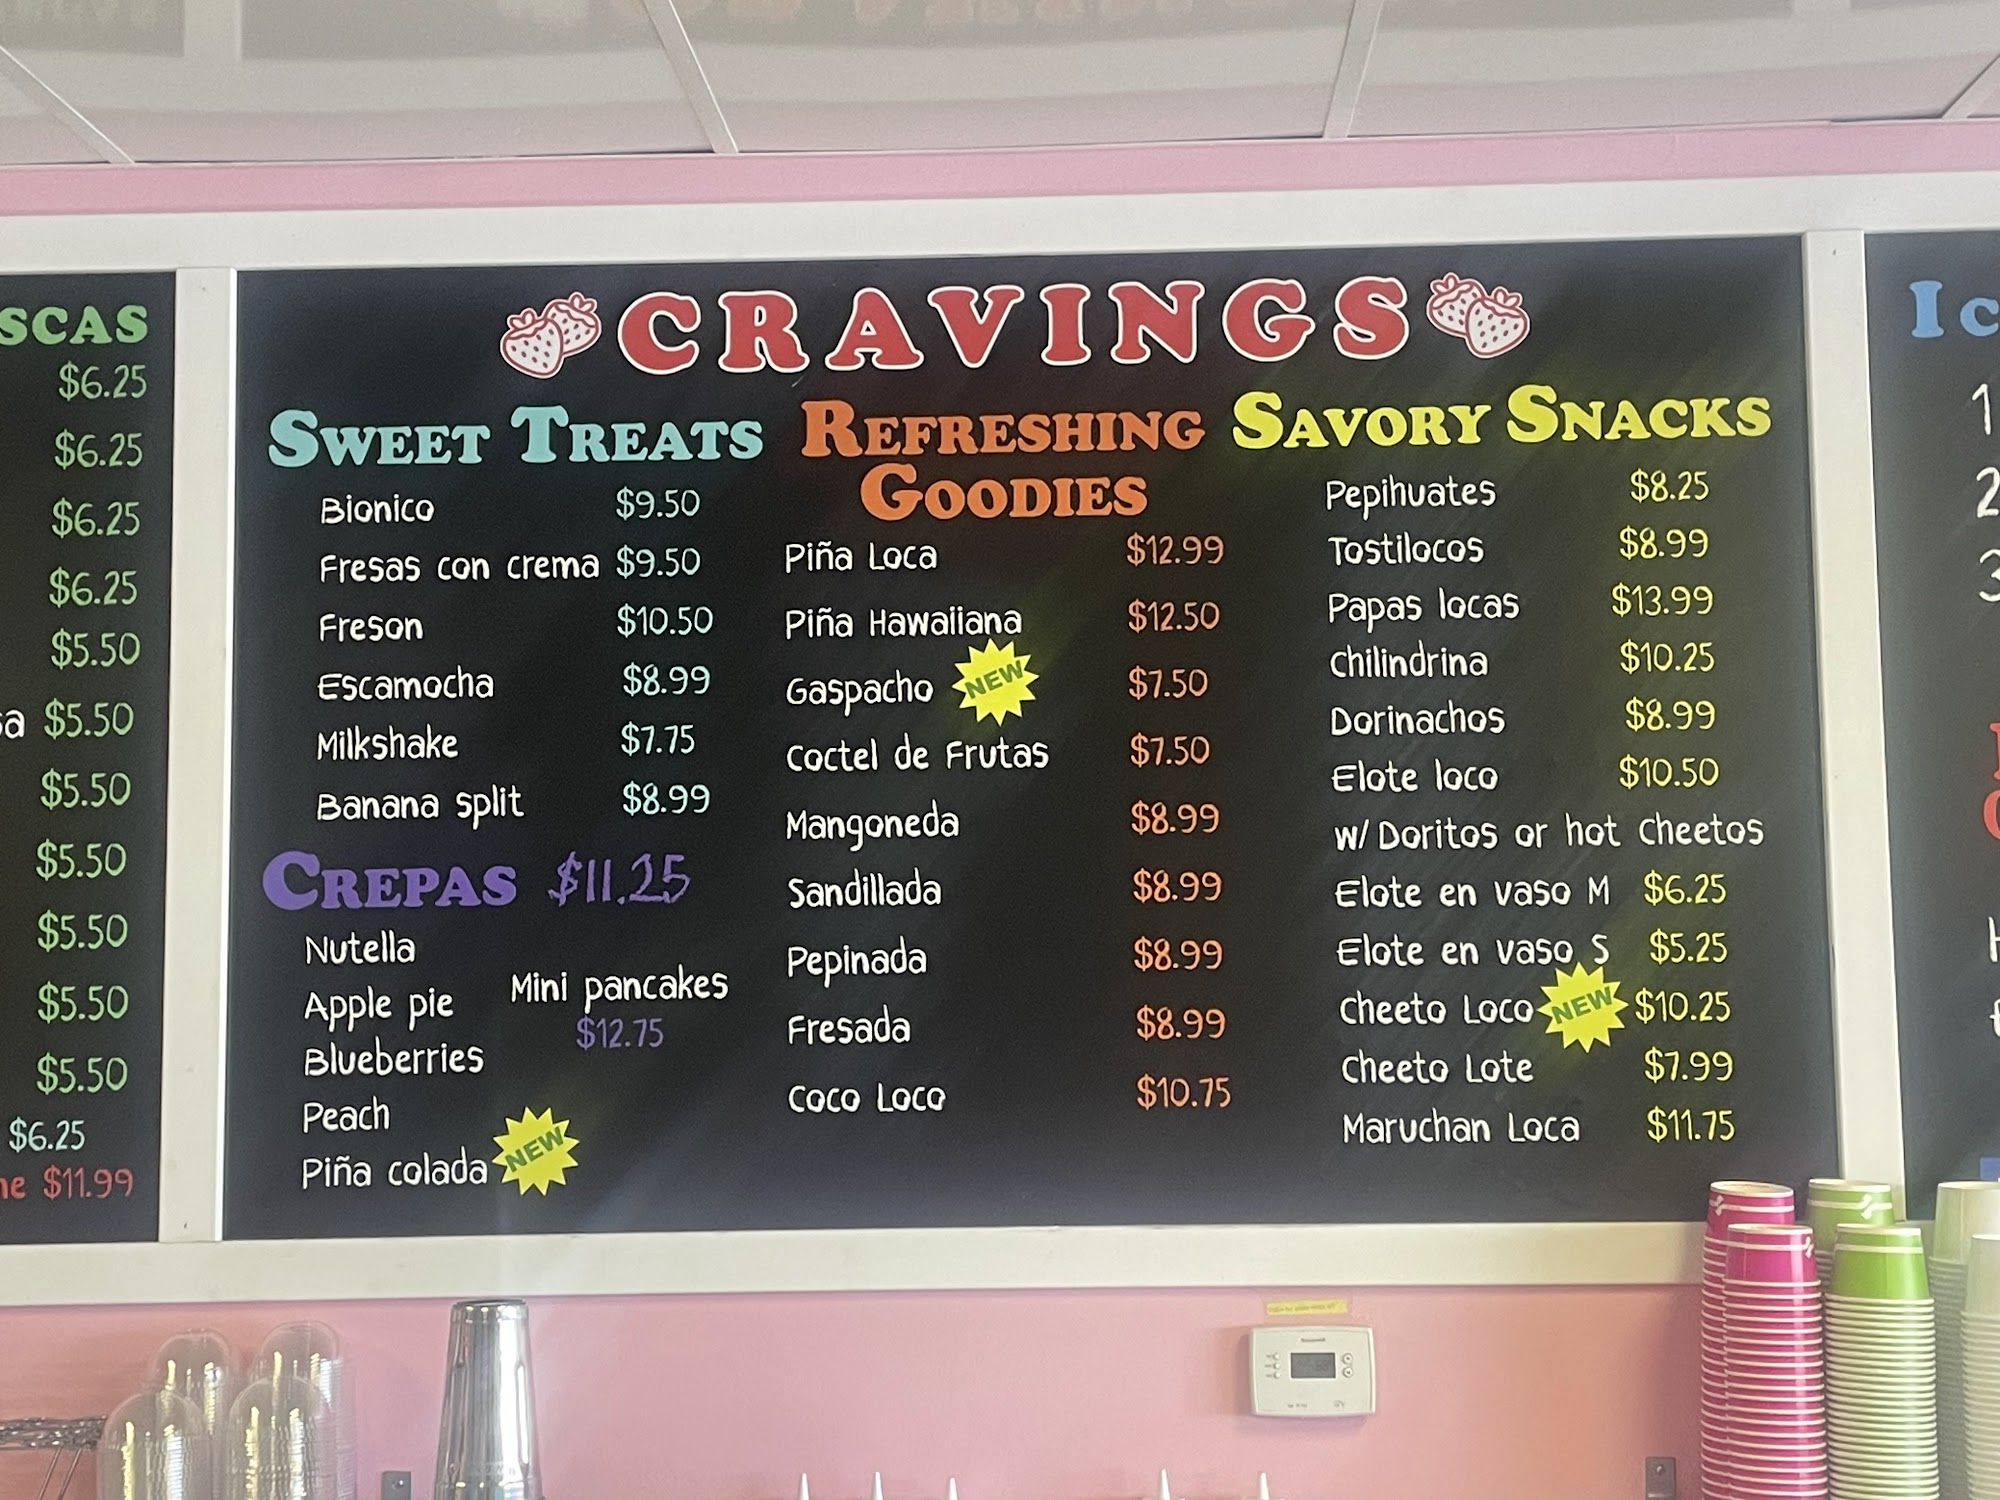 SCAS
$6.25
$6.25
$6.25
$6.25
$5.50
sa $5.50
$5.50
$5.50
$5.50
$5.50
$5.50
$6.25
ne $11.99
CRAVINGS
SWEET TREATS
Bionico $9.50
Fresas con crema $9.50
Freson $10.50
Escamocha $8.99
Milkshake $7.75
Banana split $8.99
CREPAS $11.25
Nutella
Apple pie
Blueberries
Peach
Piña colada NEW
Mini pancakes
$12.75
REFRESHING
GOODIES
Piña Loca $12.99
Piña Hawaiiana $12.50
Gaspacho NEW $7.50
Coctel de Frutas $7.50
Mangoneda $8.99
Sandillada $8.99
Pepinada $8.99
Fresada $8.99
Coco Loco $10.75
SAVORY SNACKS
Pepihuates $8.25
Tostilocos $8.99
Papas locas $13.99
Chilindrina $10.25
Dorinachos $8.99
Elote loco $10.50
w/ Doritos or hot Cheetos
Elote en vaso M $6.25
Elote en vaso S $5.25
Cheeto Loco NEW $10.25
Cheeto Lote $7.99
Maruchan Loca $11.75
Ic
1
2
3